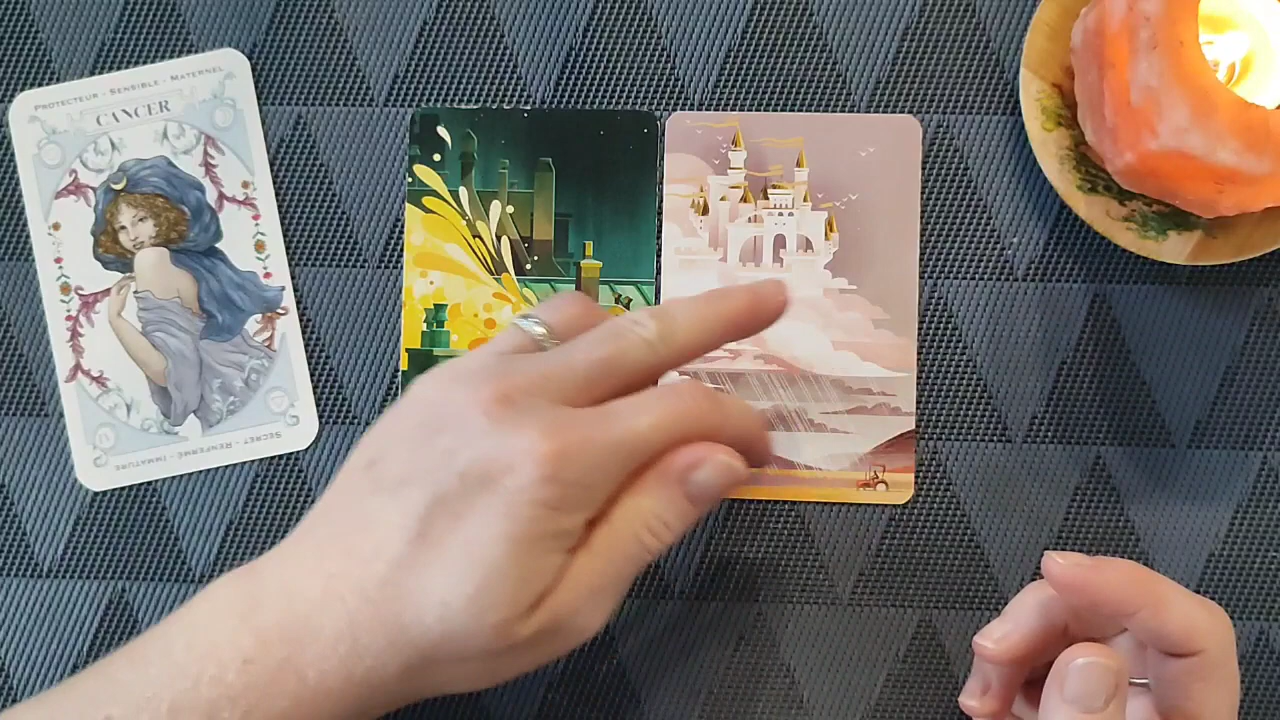 PROTECTEUR - SENSIBLE - MATERNEL
CANCER
SECRET - RENFERMÉ - IMMATURE